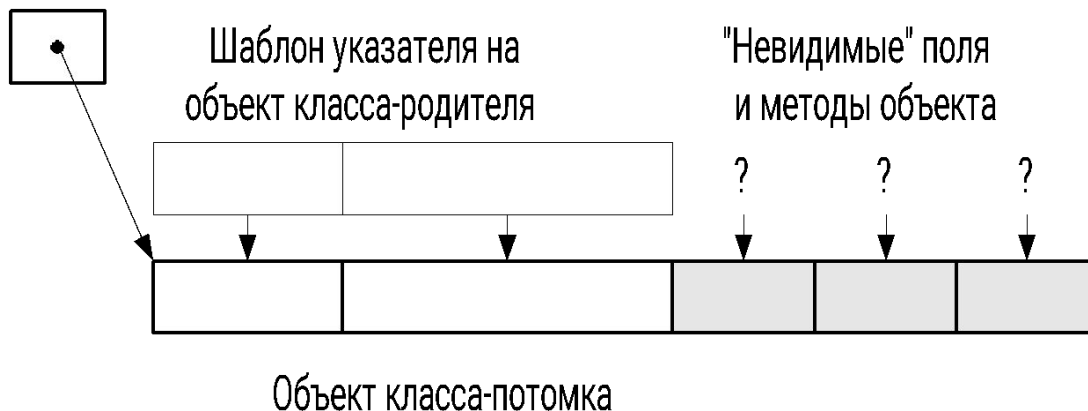 Шаблон указателя на
объект класса-родителя
"Невидимые" поля
и методы объекта
? ? ?
Объект класса-потомка